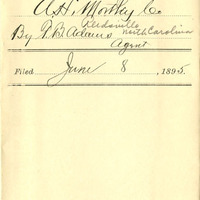 A.H. Motley Co
Reidsville
By P. B. Adams North Carolina
Agent
Filed June 8, 1895.